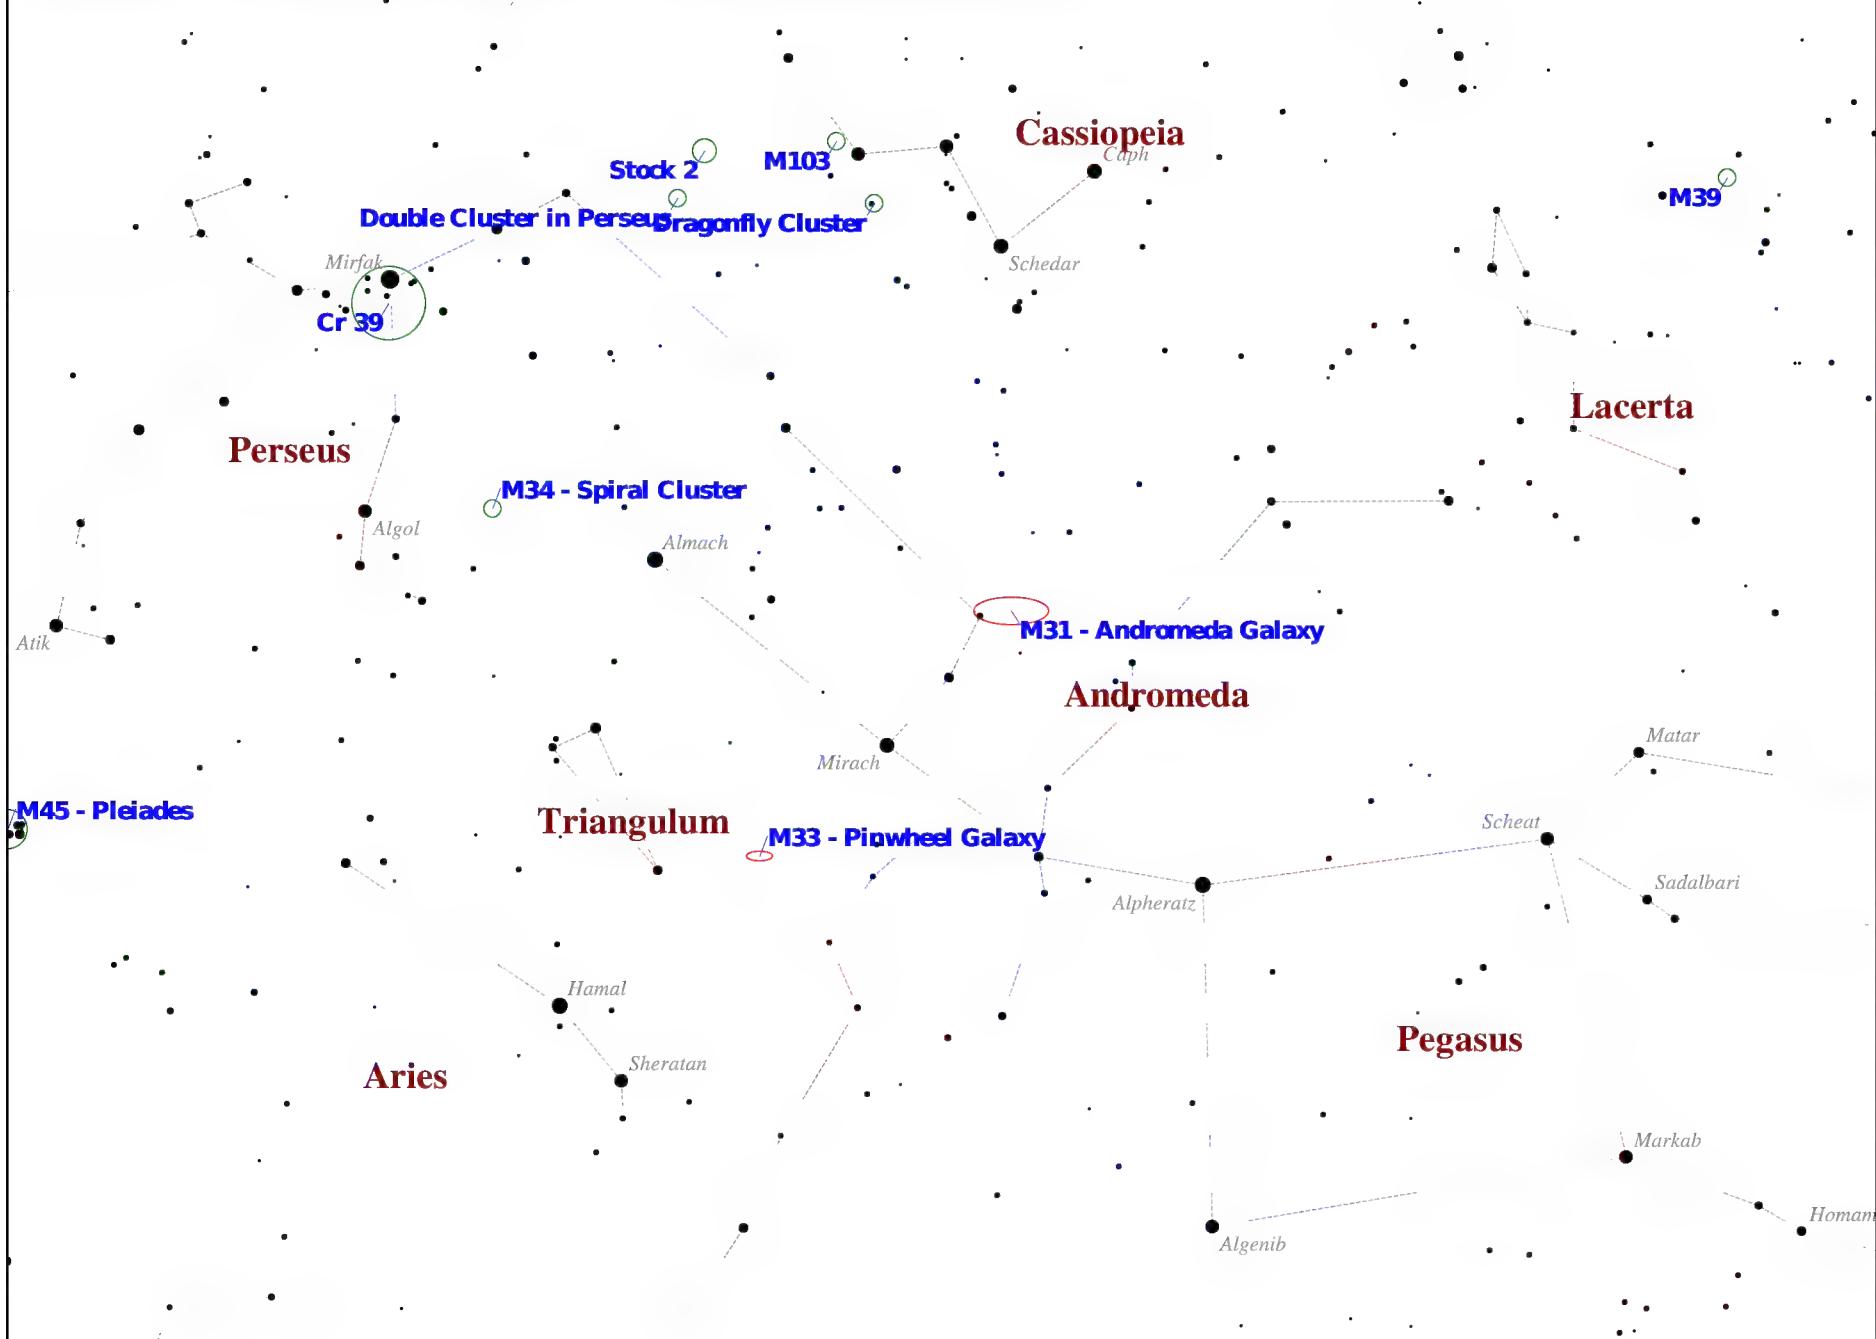 Cassiopeia
Caph
Stock 2
M103
M39
Double Cluster in Perseus
Dragonfly Cluster
Mirfak
Schedar
Cr 39
Lacerta
Perseus
M34 - Spiral Cluster
Algol
Almach
M31 - Andromeda Galaxy
Atik
Andromeda
Matar
Mirach
M45 - Pleiades
Triangulum
Scheat
M33 - Pinwheel Galaxy
Sadalbari
Alpheratz
Hamal
Pegasus
Sheratan
Aries
Markab
Homam
Algenib